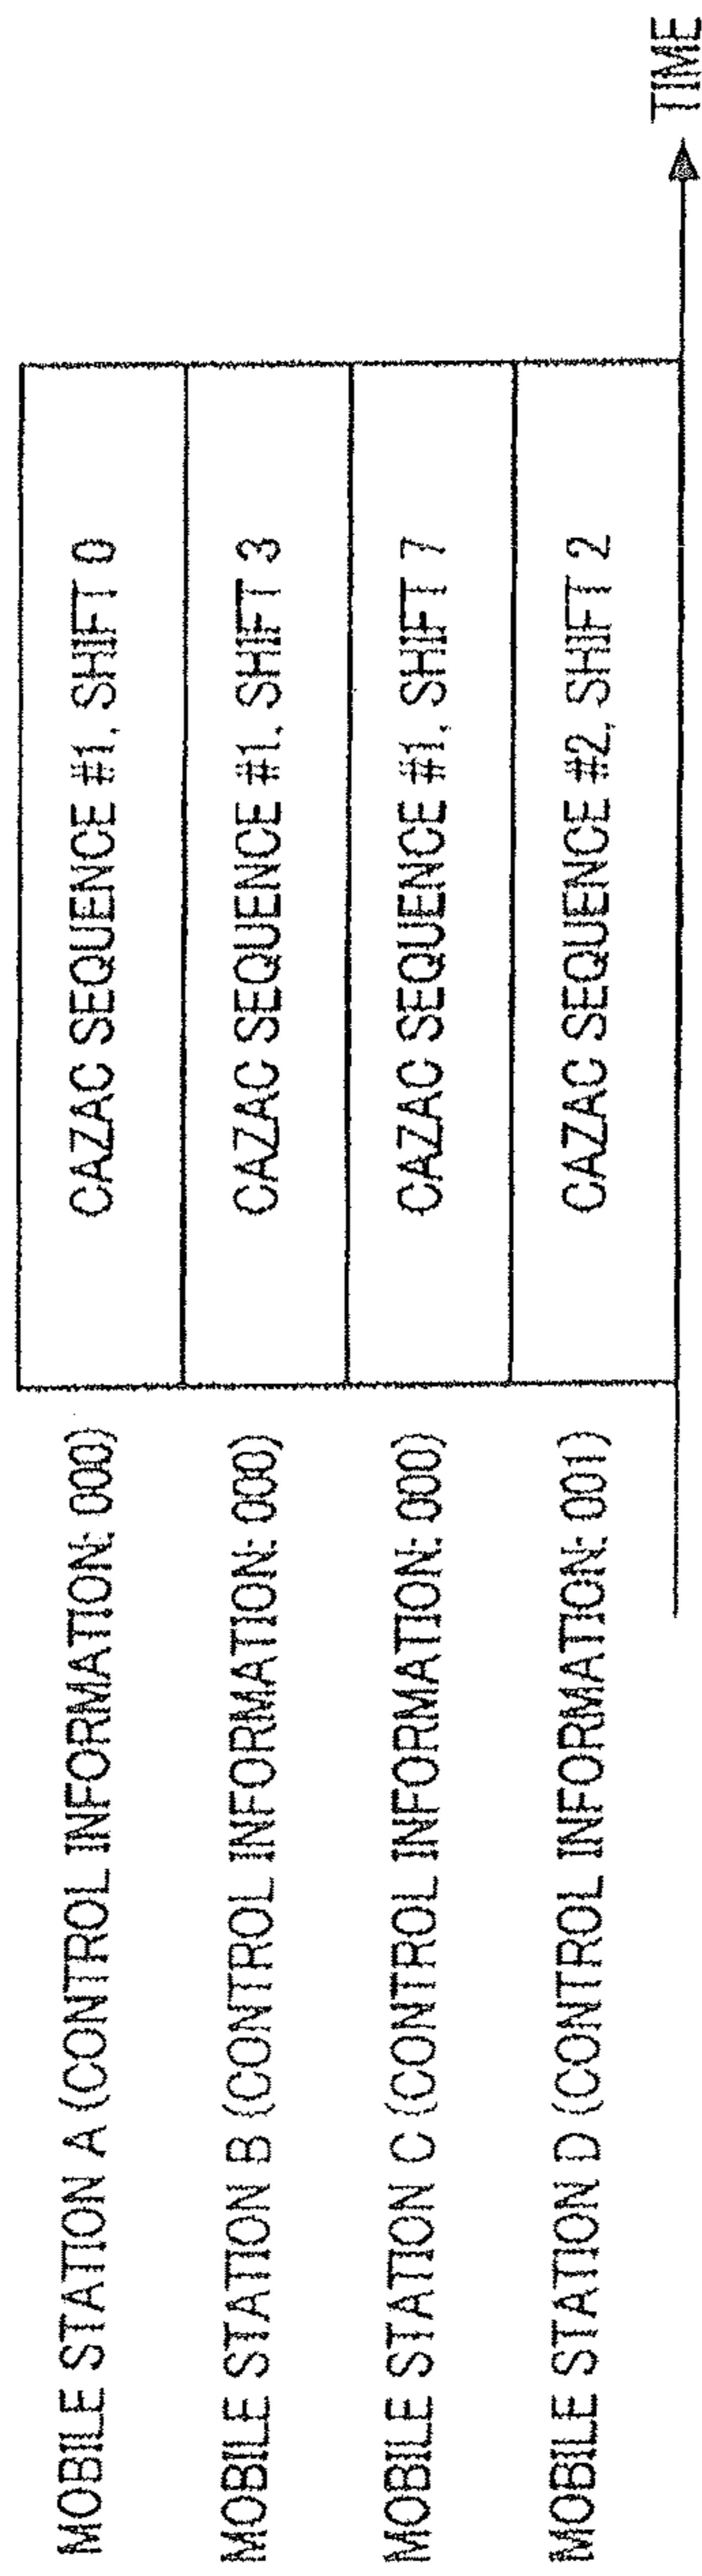 MOBILE STATION A (CONTROL INFORMATION: 000) CAZAC SEQUENCE #1, SHIFT 0
MOBILE STATION B (CONTROL INFORMATION: 000) CAZAC SEQUENCE #1, SHIFT 3
MOBILE STATION C (CONTROL INFORMATION: 000) CAZAC SEQUENCE #1, SHIFT 7
MOBILE STATION D (CONTROL INFORMATION: 001) CAZAC SEQUENCE #2, SHIFT 2
TIME